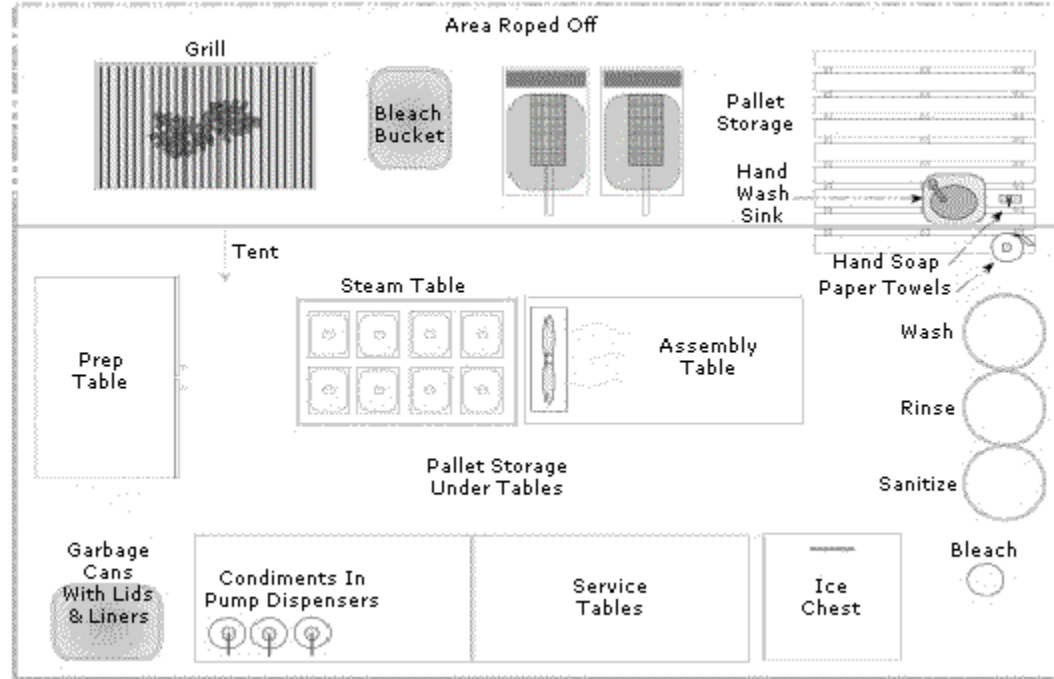 Area Roped Off
Grill
Bleach
Bucket
Pallet
Storage
Hand
Wash
Sink
Tent
Hand Soap
Paper Towels
Steam Table
Prep
Table
Assembly
Table
Wash
Rinse
Sanitize
Pallet Storage
Under Tables
Garbage
Cans
With Lids
& Liners
Condiments In
Pump Dispensers
Service
Tables
Ice
Chest
Bleach